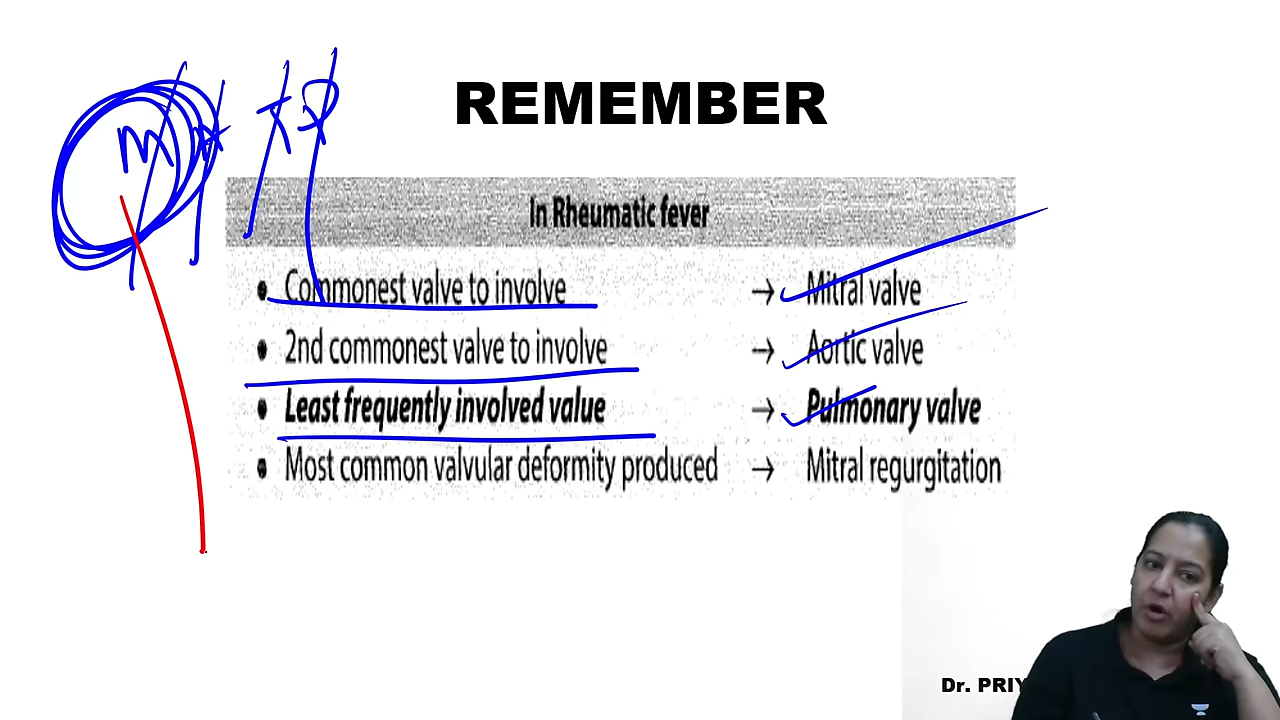 REMEMBER
M A T P
In Rheumatic fever
• Commonest valve to involve → Mitral valve
• 2nd commonest valve to involve → Aortic valve
• Least frequently involved value → Pulmonary valve
• Most common valvular deformity produced → Mitral regurgitation
Dr. PRIY